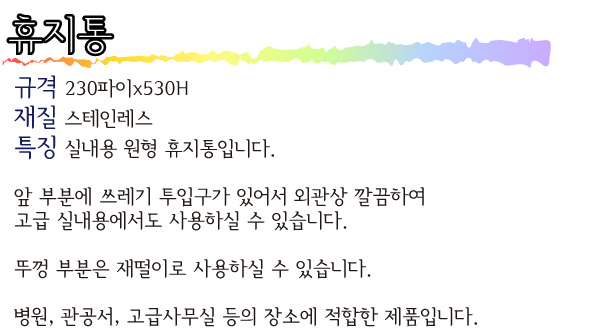 휴지통
규격 230파이x530H
재질 스테인레스
특징 실내용 원형 휴지통입니다.
앞 부분에 쓰레기 투입구가 있어서 외관상 깔끔하여
고급 실내용에서도 사용하실 수 있습니다.
뚜껑 부분은 재떨이로 사용하실 수 있습니다.
병원, 관공서, 고급사무실 등의 장소에 적합한 제품입니다.